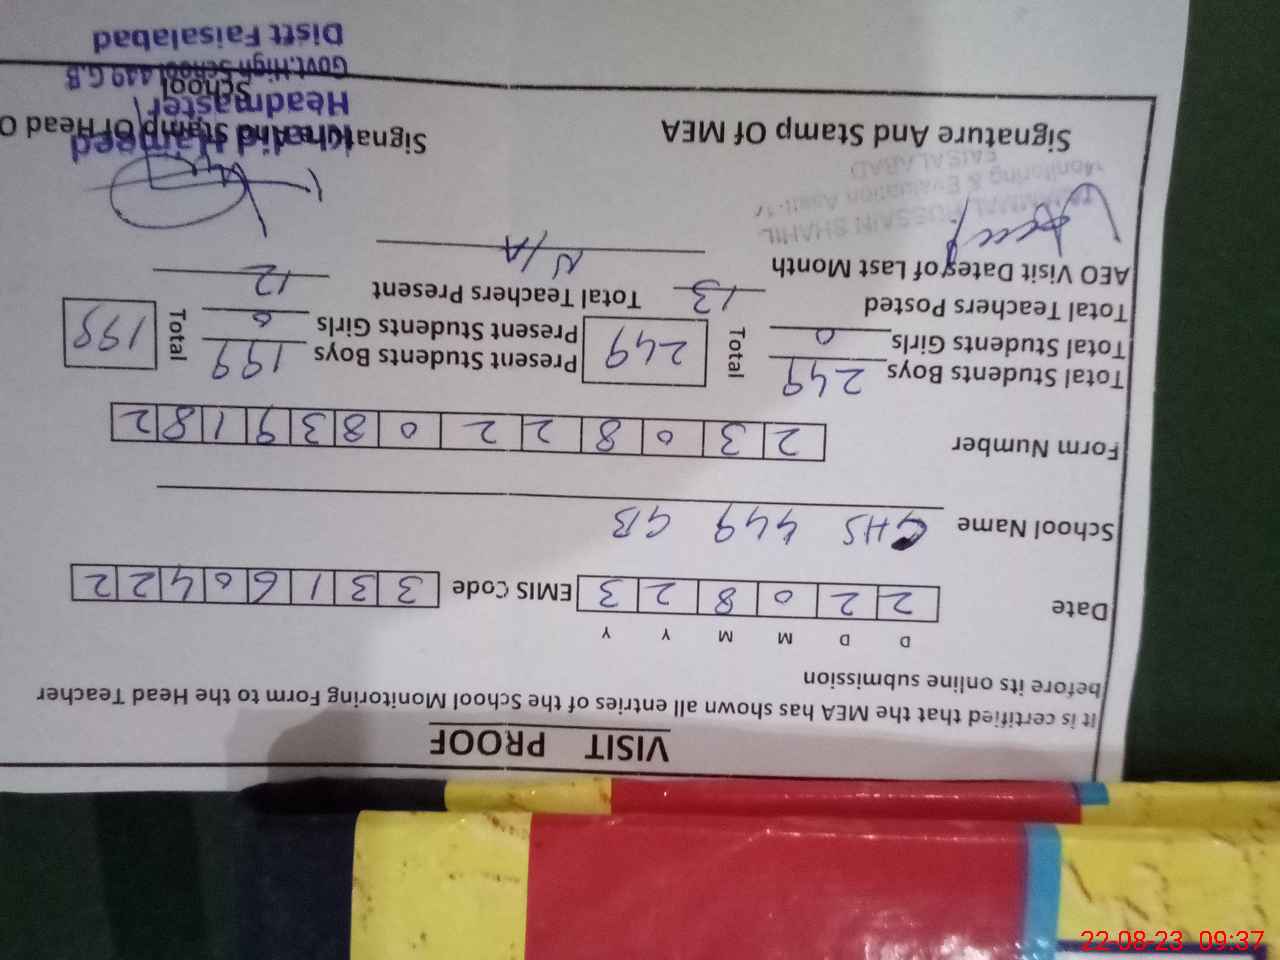 VISIT PROOF
It is certified that the MEA has shown all entries of the School Monitoring Form to the Head Teacher
before its online submission
D D M M Y Y
Date 2 2 0 8 2 3 EMIS Code 3 3 1 6 0 4 2 2
School Name GHS 449 GB
Form Number 2 3 0 8 2 2 0 8 3 9 1 8 2
Total Students Boys 249 Total 249 Present Students Boys 199 Total 199
Total Students Girls 0 Present Students Girls 0
Total Teachers Posted 13 Total Teachers Present 12
AEO Visit Dates of Last Month N/A
HUSSAIN
Monitoring & Evaluation
FAISALABAD
Signature And Stamp Of MEA Signature And Stamp Of Head Of
School
Hameed
Headmaster
Govt.High School 449 G.B
Distt Faisalabad
22-08-23 09:37